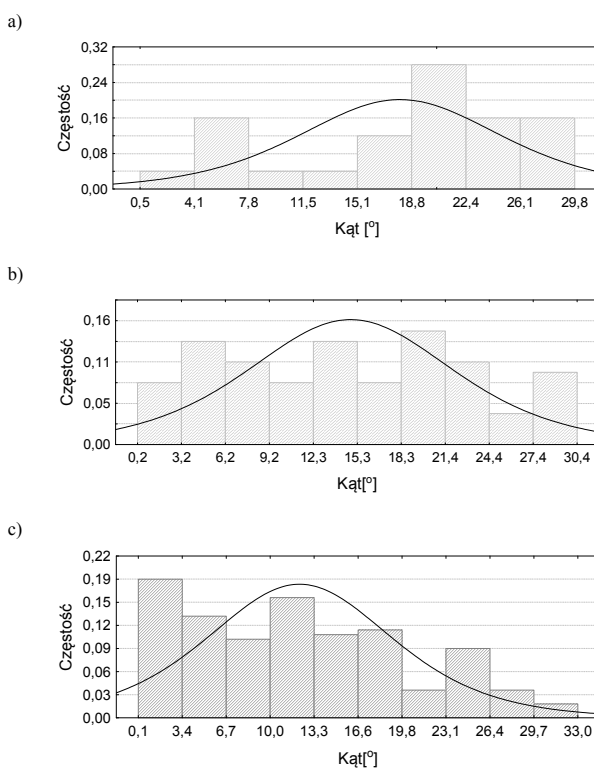 a)
0,32
0,24
0,16
0,08
0,00
Częstość
0,5 4,1 7,8 11,5 15,1 18,8 22,4 26,1 29,8
Kąt [º]
b)
0,16
0,11
0,05
0,00
Częstość
0,2 3,2 6,2 9,2 12,3 15,3 18,3 21,4 24,4 27,4 30,4
Kąt[º]
c)
0,22
0,19
0,15
0,12
0,09
0,06
0,03
0,00
Częstość
0,1 3,4 6,7 10,0 13,3 16,6 19,8 23,1 26,4 29,7 33,0
Kąt[º]